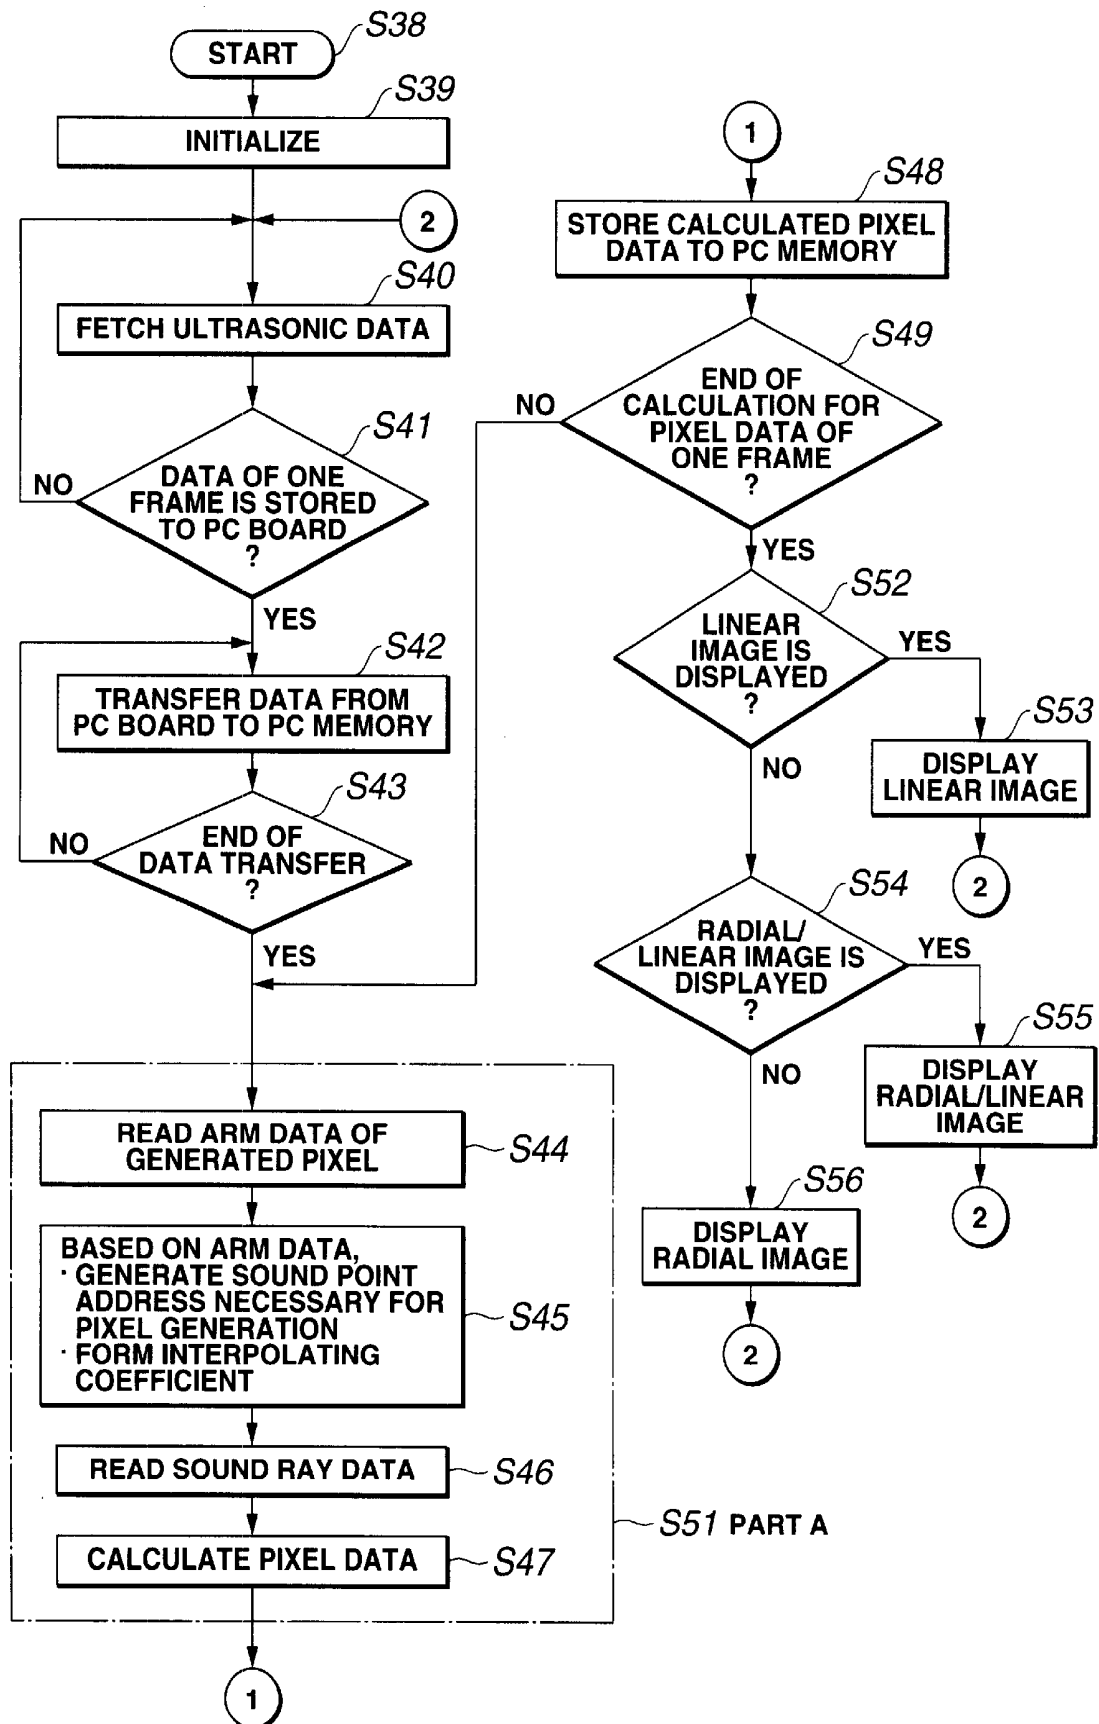 START
S38
INITIALIZE
S39
2
FETCH ULTRASONIC DATA
S40
DATA OF ONE
FRAME IS STORED
TO PC BOARD
?
S41
NO
YES
TRANSFER DATA FROM
PC BOARD TO PC MEMORY
S42
END OF
DATA TRANSFER
?
S43
NO
YES
READ ARM DATA OF
GENERATED PIXEL
S44
BASED ON ARM DATA,
· GENERATE SOUND POINT
ADDRESS NECESSARY FOR
PIXEL GENERATION
· FORM INTERPOLATING
COEFFICIENT
S45
READ SOUND RAY DATA
S46
CALCULATE PIXEL DATA
S47
S51 PART A
1
1
STORE CALCULATED PIXEL
DATA TO PC MEMORY
S48
END OF
CALCULATION FOR
PIXEL DATA OF
ONE FRAME
?
S49
NO
YES
LINEAR
IMAGE IS
DISPLAYED
?
S52
YES
NO
DISPLAY
LINEAR IMAGE
S53
2
RADIAL/
LINEAR IMAGE IS
DISPLAYED
?
S54
YES
NO
DISPLAY
RADIAL/LINEAR
IMAGE
S55
2
DISPLAY
RADIAL IMAGE
S56
2